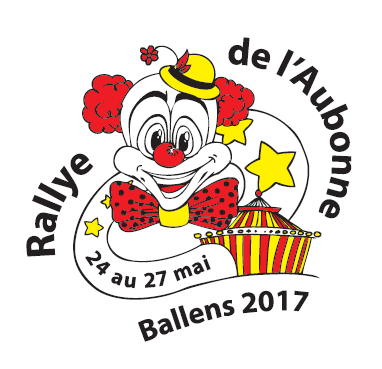 Rallye
de l'Aubonne
24 au 27 mai
Ballens 2017